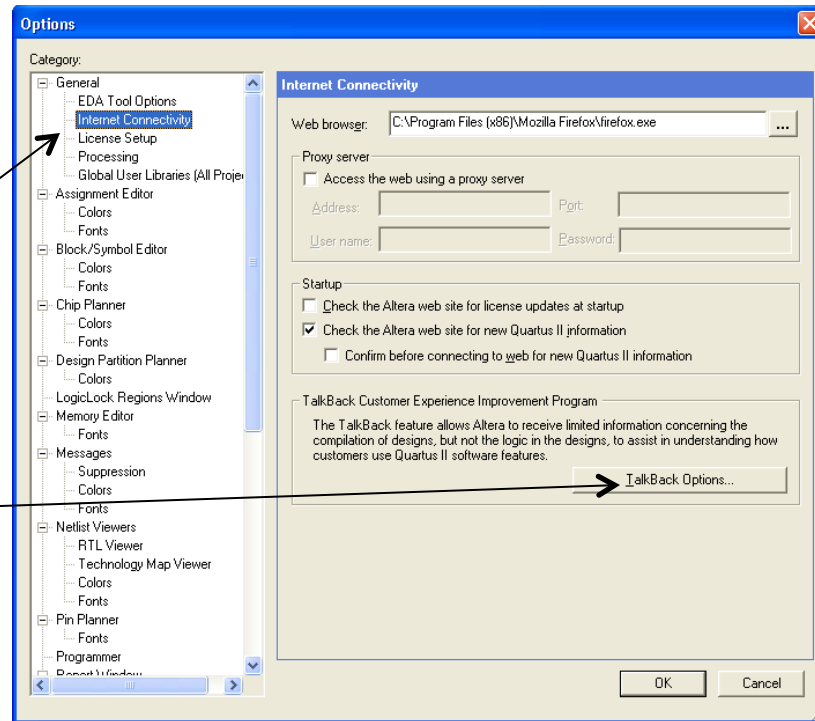 Options
Category:
General
EDA Tool Options
Internet Connectivity
License Setup
Processing
Global User Libraries (All Proje
Assignment Editor
Colors
Fonts
Block/Symbol Editor
Colors
Fonts
Chip Planner
Colors
Fonts
Design Partition Planner
Colors
LogicLock Regions Window
Memory Editor
Fonts
Messages
Suppression
Colors
Fonts
Netlist Viewers
RTL Viewer
Technology Map Viewer
Colors
Fonts
Pin Planner
Fonts
Programmer
Report Window
Internet Connectivity
Web browser: C:\Program Files (x86)\Mozilla Firefox\firefox.exe ...
Proxy server
Access the web using a proxy server
Address: Port:
User name: Password:
Startup
Check the Altera web site for license updates at startup
Check the Altera web site for new Quartus II information
Confirm before connecting to web for new Quartus II information
TalkBack Customer Experience Improvement Program
The TalkBack feature allows Altera to receive limited information concerning the
compilation of designs, but not the logic in the designs, to assist in understanding how
customers use Quartus II software features.
TalkBack Options...
OK Cancel